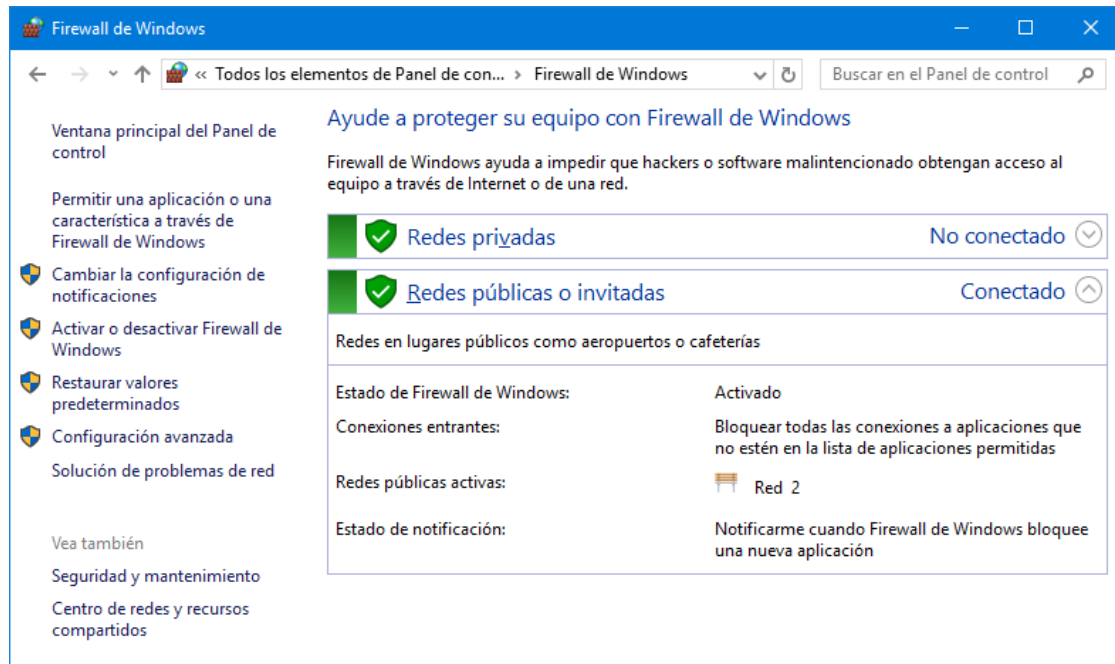 Firewall de Windows
« Todos los elementos de Panel de con... › Firewall de Windows
Buscar en el Panel de control
Ventana principal del Panel de
control
Permitir una aplicación o una
característica a través de
Firewall de Windows
Cambiar la configuración de
notificaciones
Activar o desactivar Firewall de
Windows
Restaurar valores
predeterminados
Configuración avanzada
Solución de problemas de red
Vea también
Seguridad y mantenimiento
Centro de redes y recursos
compartidos
Ayude a proteger su equipo con Firewall de Windows
Firewall de Windows ayuda a impedir que hackers o software malintencionado obtengan acceso al
equipo a través de Internet o de una red.
Redes privadas No conectado
Redes públicas o invitadas Conectado
Redes en lugares públicos como aeropuertos o cafeterías
Estado de Firewall de Windows: Activado
Conexiones entrantes: Bloquear todas las conexiones a aplicaciones que
no estén en la lista de aplicaciones permitidas
Redes públicas activas: Red 2
Estado de notificación: Notificarme cuando Firewall de Windows bloquee
una nueva aplicación